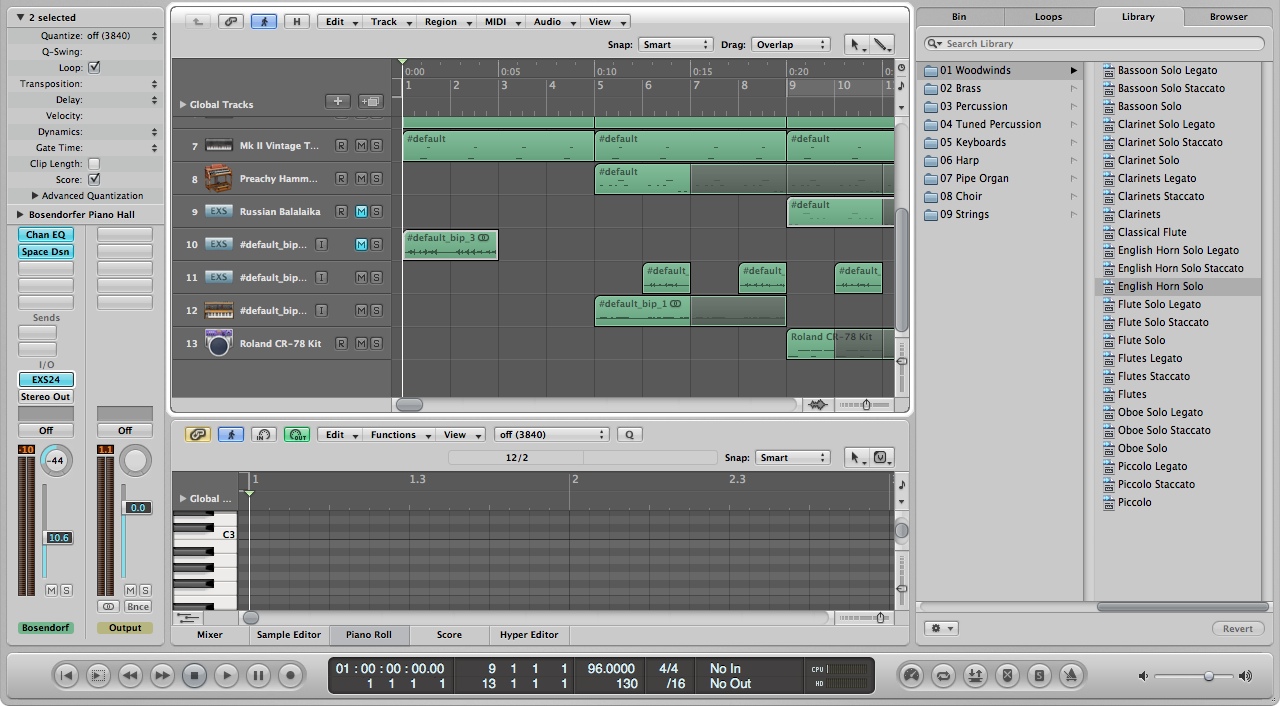 2 selected
Quantize: off (3840)
Q-Swing:
Loop:
Transposition:
Delay:
Velocity:
Dynamics:
Gate Time:
Clip Length:
Score:
Advanced Quantization
Bosendorfer Piano Hall
Chan EQ
Space Dsn
Sends
I/O
EXS24
Stereo Out
Off Off
-10 1.1
-44
0.0
10.6
M S M S
Bnce
Bosendorf Output
H Edit Track Region MIDI Audio View
Snap: Smart Drag: Overlap
0:00 0:05 0:10 0:15 0:20
1 2 3 4 5 6 7 8 9 10
Global Tracks
7 Mk II Vintage T... R M S #default #default #default
8 Preachy Hamm... R M S #default
9 EXS Russian Balalaika R M S #default
10 EXS #default_bip... I M S #default_bip_3
11 EXS #default_bip... I M S #default_ #default_ #default_
12 #default_bip... I M S #default_bip_1
13 Roland CR-78 Kit R M S Roland CR-78 Kit
IN OUT Edit Functions View off (3840) Q
12/2 Snap: Smart
1 1.3 2 2.3
Global ...
C3
Mixer Sample Editor Piano Roll Score Hyper Editor
Bin Loops Library Browser
Search Library
01 Woodwinds
02 Brass
03 Percussion
04 Tuned Percussion
05 Keyboards
06 Harp
07 Pipe Organ
08 Choir
09 Strings
Bassoon Solo Legato
Bassoon Solo Staccato
Bassoon Solo
Clarinet Solo Legato
Clarinet Solo Staccato
Clarinet Solo
Clarinets Legato
Clarinets Staccato
Clarinets
Classical Flute
English Horn Solo Legato
English Horn Solo Staccato
English Horn Solo
Flute Solo Legato
Flute Solo Staccato
Flute Solo
Flutes Legato
Flutes Staccato
Flutes
Oboe Solo Legato
Oboe Solo Staccato
Oboe Solo
Piccolo Legato
Piccolo Staccato
Piccolo
Revert
01 : 00 : 00 : 00.00 9 1 1 1 96.0000 4/4 No In CPU
1 1 1 1 13 1 1 1 130 /16 No Out HD
S